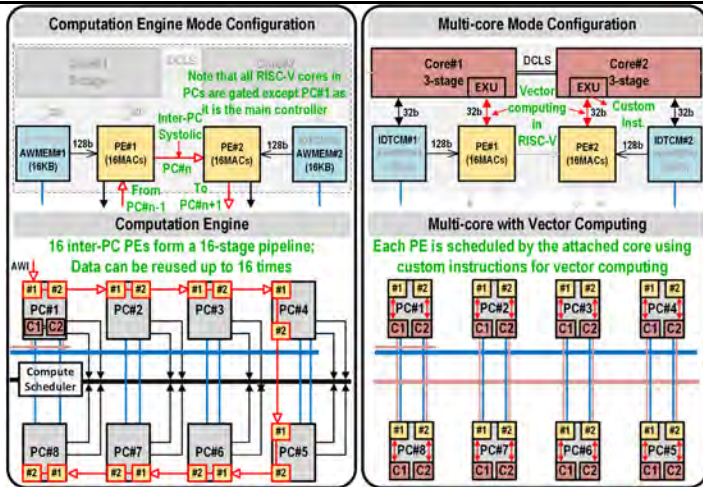 Computation Engine Mode Configuration
Core#1
3-stage
DCLS
Note that all RISC-V cores in
PCs are gated except PC#1 as
it is the main controller
Inter-PC
Systolic
PC#n
AWMEM#1
(16KB)
128b
PE#1
(16MACs)
PE#2
(16MACs)
128b
AWMEM#2
(16KB)
From
PC#n-1
To
PC#n+1
Computation Engine
16 inter-PC PEs form a 16-stage pipeline;
Data can be reused up to 16 times
AWI
#1 #2 #1 #2 #1 #2 #1
PC#1 PC#2 PC#3 PC#4
#2
C1 C2
Compute
Scheduler
#1
PC#8 PC#7 PC#6 PC#5
#2 #1 #2 #1 #2 #1 #2
Multi-core Mode Configuration
Core#1
3-stage
EXU
DCLS
Core#2
3-stage
EXU
32b
32b
Vector
computing
in
RISC-V
32b
Custom
Inst.
32b
IDTCM#1
(16KB)
128b
PE#1
(16MACs)
PE#2
(16MACs)
128b
IDTCM#2
(16KB)
Multi-core with Vector Computing
Each PE is scheduled by the attached core using
custom instructions for vector computing
#1 #2 #1 #2 #1 #2 #1 #2
PC#1 PC#2 PC#3 PC#4
C1 C2 C1 C2 C1 C2 C1 C2
#1 #2 #1 #2 #1 #2 #1 #2
PC#8 PC#7 PC#6 PC#5
C1 C2 C1 C2 C1 C2 C1 C2